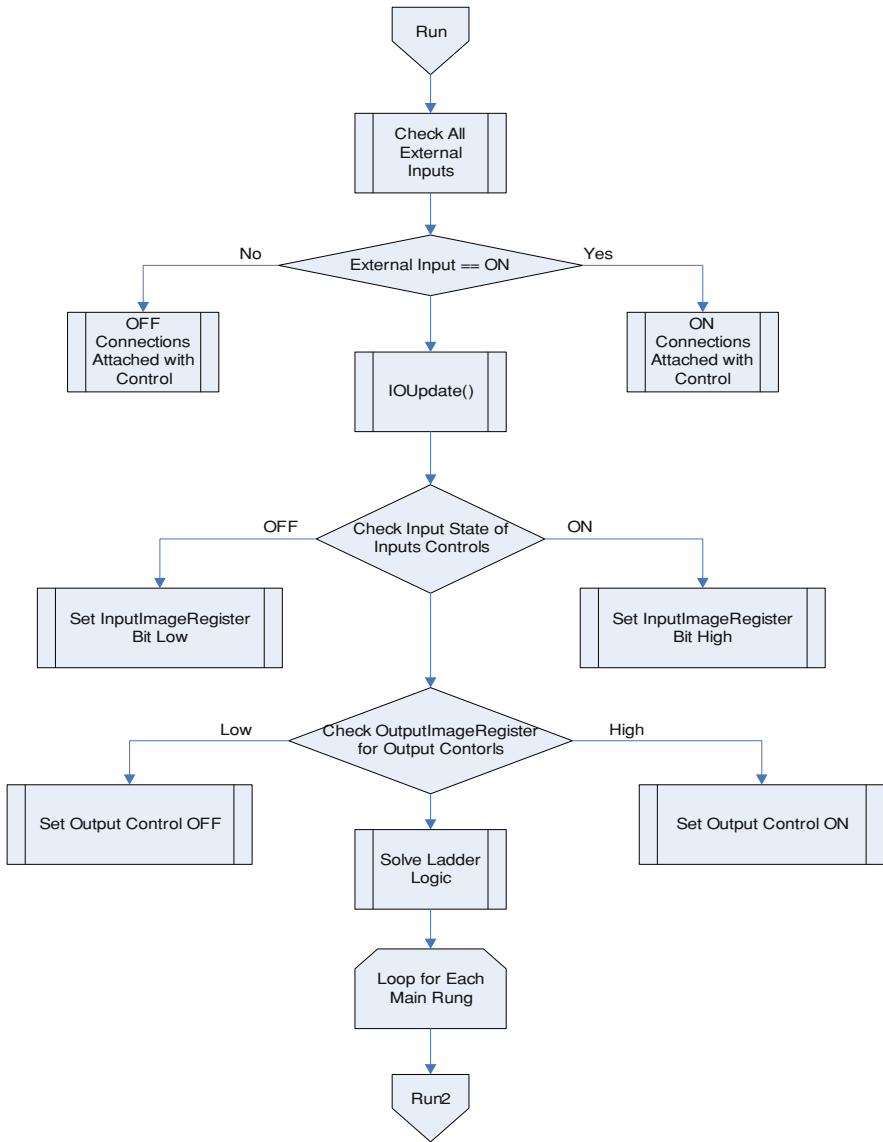 Run
Check All
External
Inputs
No
External Input == ON
Yes
OFF
Connections
Attached with
Control
ON
Connections
Attached with
Control
IOUpdate()
OFF
Check Input State of
Inputs Controls
ON
Set InputImageRegister
Bit Low
Set InputImageRegister
Bit High
Low
Check OutputImageRegister
for Output Contorls
High
Set Output Control OFF
Set Output Control ON
Solve Ladder
Logic
Loop for Each
Main Rung
Run2